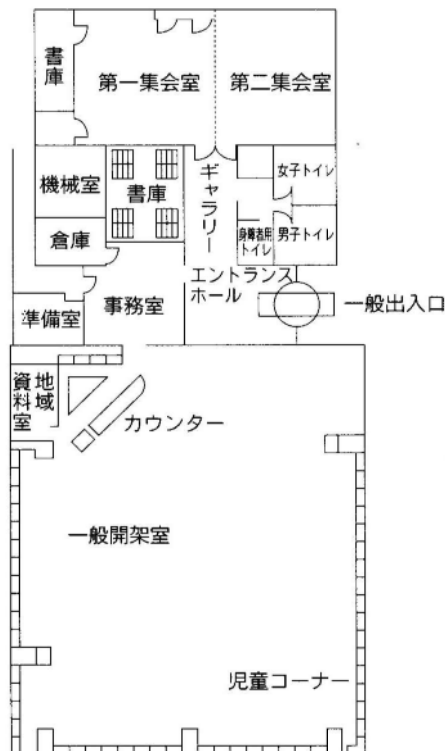 書庫
第一集会室
第二集会室
機械室
書庫
ギャラリー
女子トイレ
倉庫
身障者用
トイレ
男子トイレ
エントランス
ホール
一般出入口
準備室
事務室
地域
資料室
カウンター
一般開架室
児童コーナー